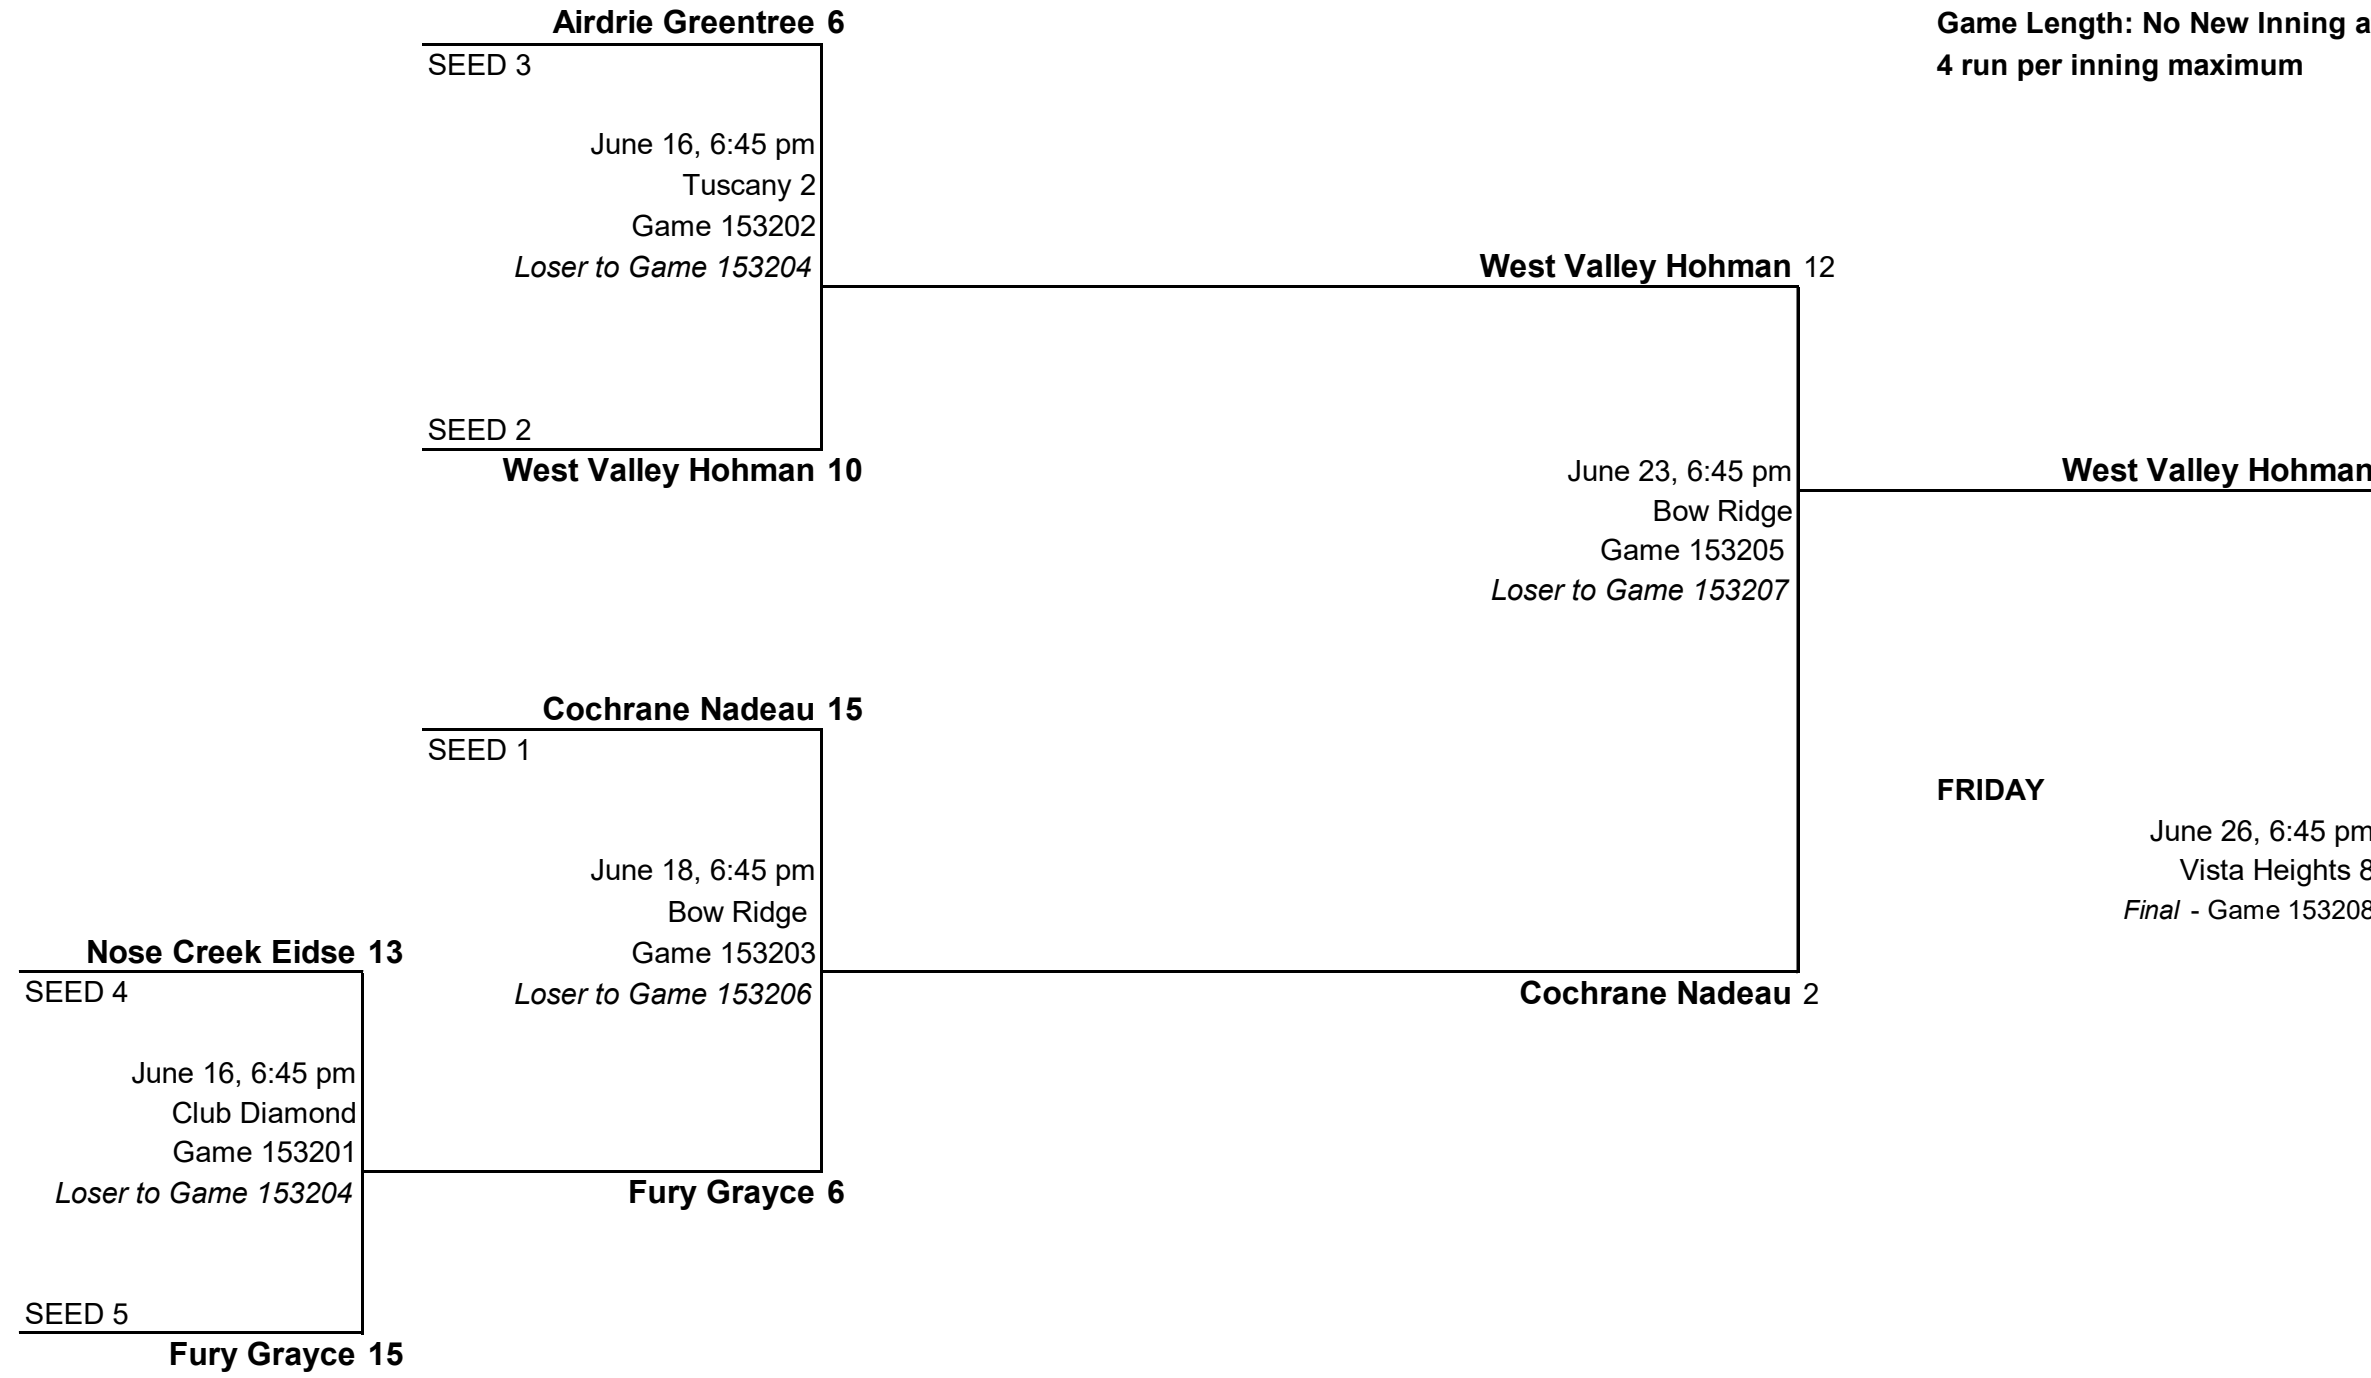 Airdrie Greentree 6
Game Length: No New Inning a
SEED 3
4 run per inning maximum
June 16, 6:45 pm
Tuscany 2
Game 153202
Loser to Game 153204
West Valley Hohman 12
SEED 2
West Valley Hohman 10
June 23, 6:45 pm
West Valley Hohman
Bow Ridge
Game 153205
Loser to Game 153207
Cochrane Nadeau 15
SEED 1
FRIDAY
June 26, 6:45 pm
Vista Heights 8
Final - Game 153208
June 18, 6:45 pm
Bow Ridge
Game 153203
Loser to Game 153206
Nose Creek Eidse 13
SEED 4
Cochrane Nadeau 2
June 16, 6:45 pm
Club Diamond
Game 153201
Loser to Game 153204
Fury Grayce 6
SEED 5
Fury Grayce 15